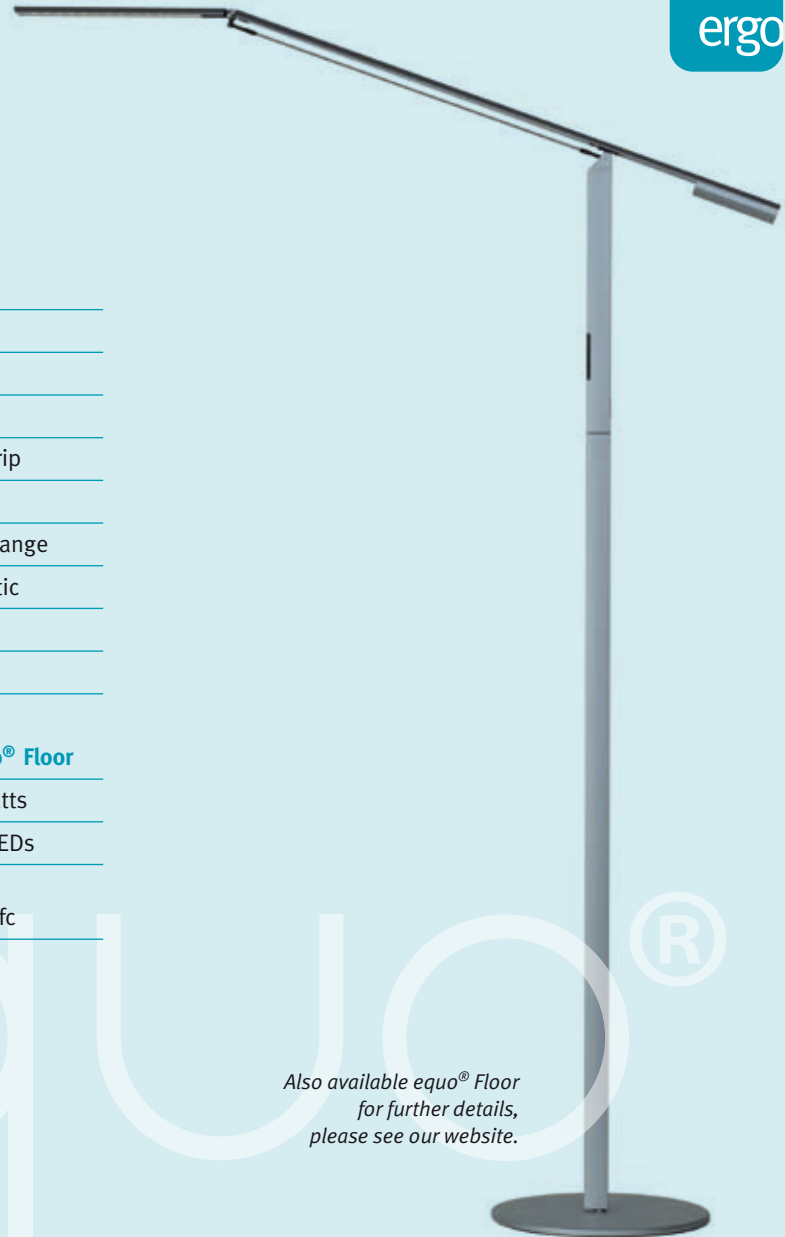 ergo
rip
ange
tic
o® Floor
tts
EDs
fc
quo®
Also available equo® Floor
for further details,
please see our website.